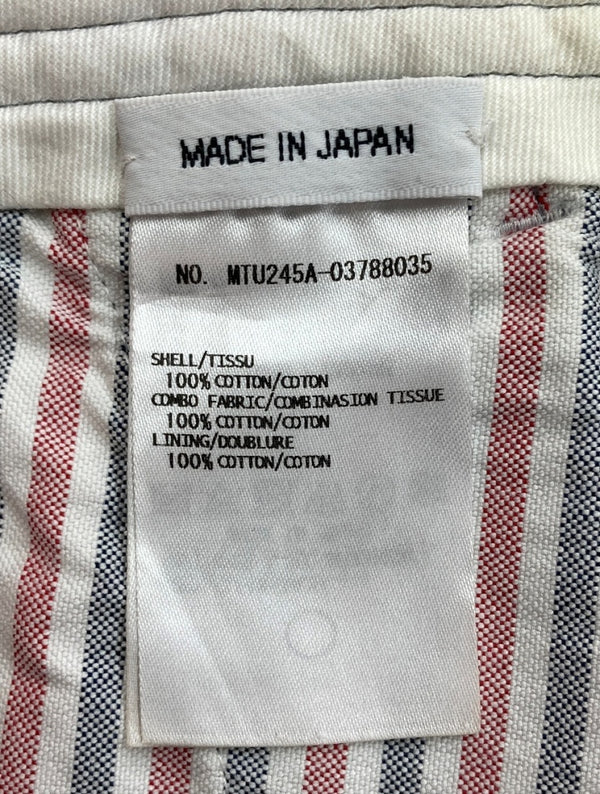 MADE IN JAPAN
NO. MTU245A-03788035
SHELL/TISSU
100% COTTON/COTON
COMBO FABRIC/COMBINASION TISSUE
100% COTTON/COTON
LINING/DOUBLURE
100% COTTON/COTON